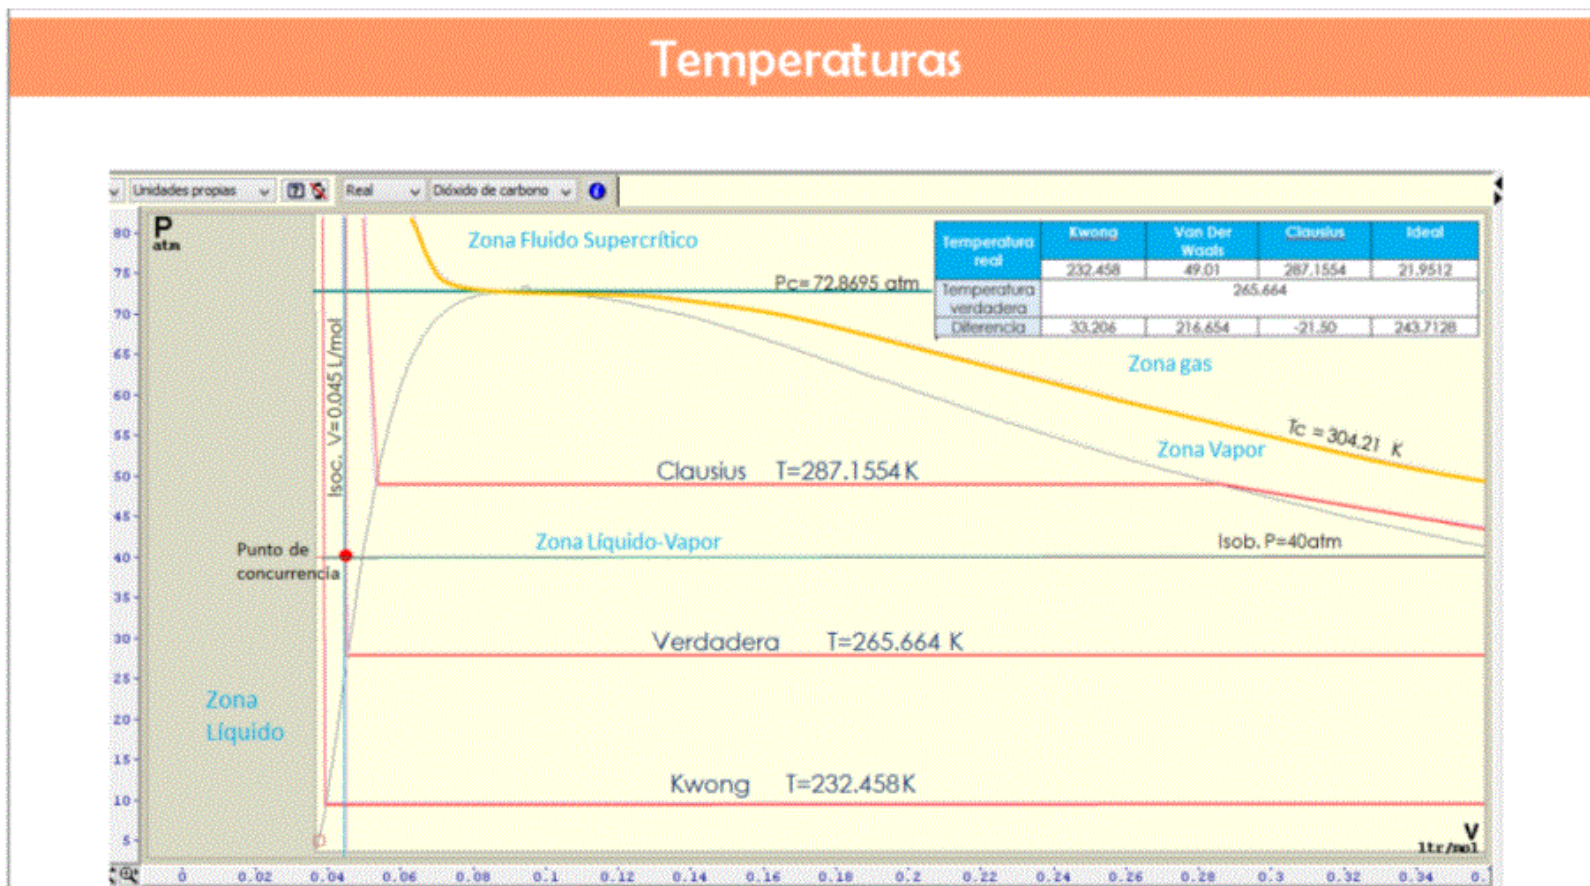 Temperaturas
Unidades propias
Real
Dióxido de carbono
P
atm
Zona Fluido Supercrítico
Pc= 72.8695 atm
Temperatura real
Kwong
Van Der Waals
Clausius
Ideal
232.458
49.01
287.1554
21.9512
Temperatura verdadera
265.664
Diferencia
33.206
216.654
-21.50
243.7128
Isoc. V=0.045 L/mol
Zona gas
Tc =304.21 K
Zona Vapor
Clausius T=287.1554 K
Zona Líquido-Vapor
Isob. P=40atm
Punto de
concurrencia
Verdadera T=265.664 K
Zona
Líquido
Kwong T=232.458K
V
ltr/mol
80
75
70
65
60
55
50
45
40
35
30
25
20
15
10
5
0 0.02 0.04 0.06 0.08 0.1 0.12 0.14 0.16 0.18 0.2 0.22 0.24 0.26 0.28 0.3 0.32 0.34